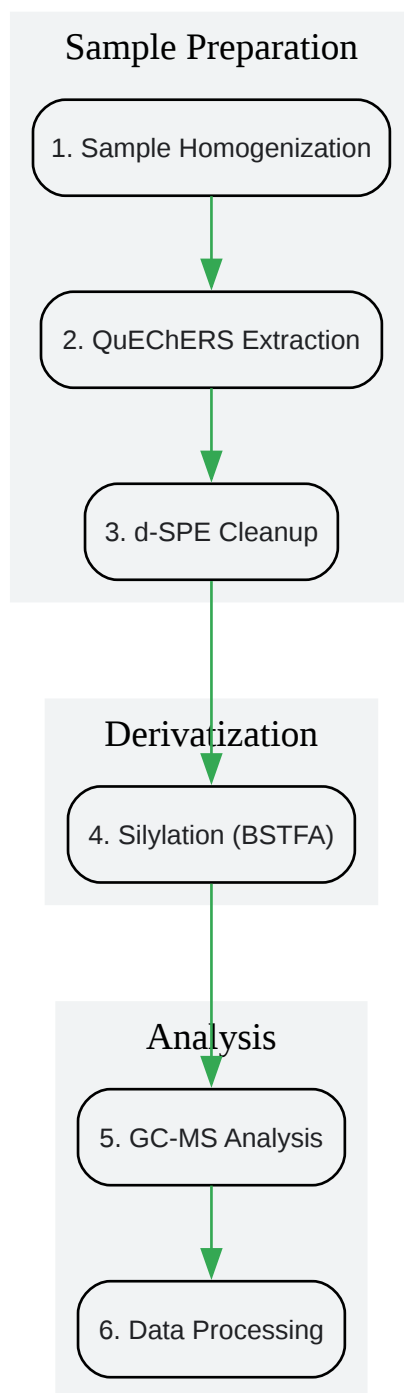 Sample Preparation
1. Sample Homogenization
2. QuEChERS Extraction
3. d-SPE Cleanup
Derivatization
4. Silylation (BSTFA)
Analysis
5. GC-MS Analysis
6. Data Processing